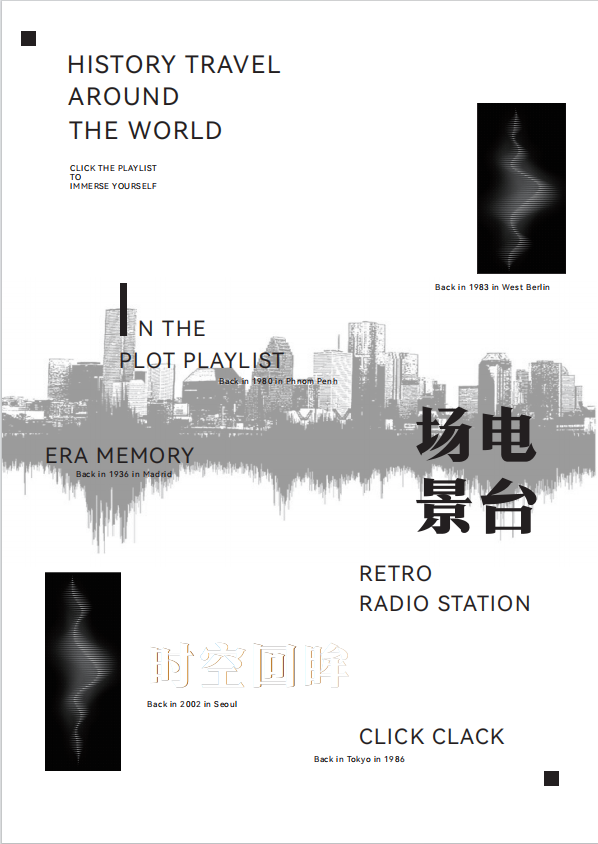 HISTORY TRAVEL
AROUND
THE WORLD
CLICK THE PLAYLIST
TO
IMMERSE YOURSELF
Back in 1983 in West Berlin
IN THE
PLOT PLAYLIST
Back in 1980 in Phnom Penh
ERA MEMORY
Back in 1936 in Madrid
场电
景台
RETRO
RADIO STATION
时空回眸
Back in 2002 in Seoul
CLICK CLACK
Back in Tokyo in 1986